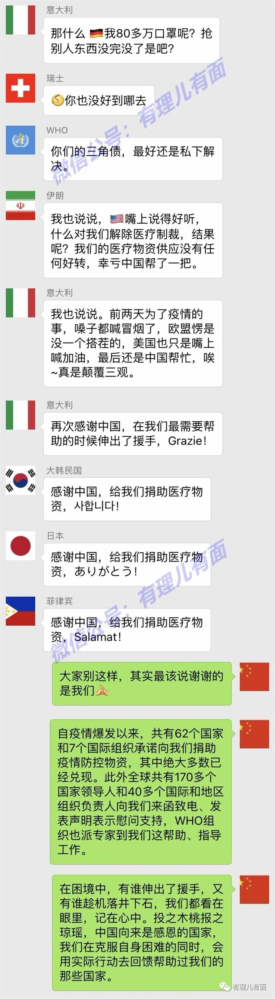 意大利
那什么 🇩🇪我80多万口罩呢？抢
别人东西没完没了是吧？
瑞士
你也没好到哪去
WHO
你们的三角债，最好还是私下解
决。
伊朗
我也说说，🇺🇸嘴上说得好听，
什么对我们解除医疗制裁，结果
呢？我们的医疗物资供应没有任
何好转，幸亏中国帮了一把。
意大利
我也说说。前两天为了疫情的
事，嗓子都喊冒烟了，欧盟愣是
没一个搭茬的，美国也只是嘴上
喊加油，最后还是中国帮忙，唉
~真是颠覆三观。
意大利
再次感谢中国，在我们最需要帮
助的时候伸出了援手，Grazie！
大韩民国
感谢中国，给我们捐助医疗物
资，사합니다！
日本
感谢中国，给我们捐助医疗物
资，ありがとう！
菲律宾
感谢中国，给我们捐助医疗物
资，Salamat！
大家别这样，其实最该说谢谢的
是我们🙏
自疫情爆发以来，共有62个国家
和7个国际组织承诺向我们捐助
疫情防控物资，其中绝大多数已
经兑现。此外全球共有170多个
国家领导人和40多个国际和地区
组织负责人向我们来函致电、发
表声明表示慰问支持，WHO组
织也派专家到我们这帮助、指导
工作。
在困境中，有谁伸出了援手，又
有谁趁机落井下石，我们都看在
眼里，记在心中。投之木桃报之
琼瑶，中国向来是感恩的国家，
我们在克服自身困难的同时，会
用实际行动去回馈帮助过我们的
那些国家。
微信公号：有理儿有面
微信公号：有理儿有面
有理儿有面